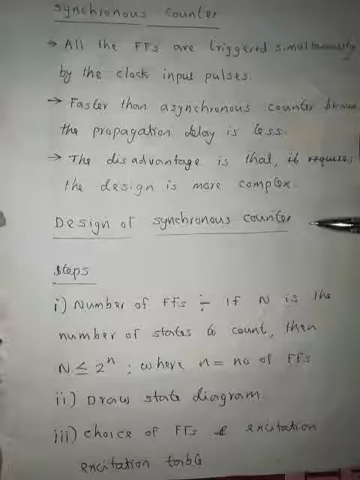 Synchronous Counter
→ All the FFs are triggered simultaneously
by the clock input pulses.
→ Faster than asynchronous counter because
the propagation delay is less.
→ The disadvantage is that, it requires
the design is more complex.
Design of synchronous counter
Steps
i) Number of FFs ÷ If N is the
number of states to count, then
N ≤ 2ⁿ ; where n = no of FFs
ii) Draw state diagram
iii) choice of FFs & excitation
excitation table